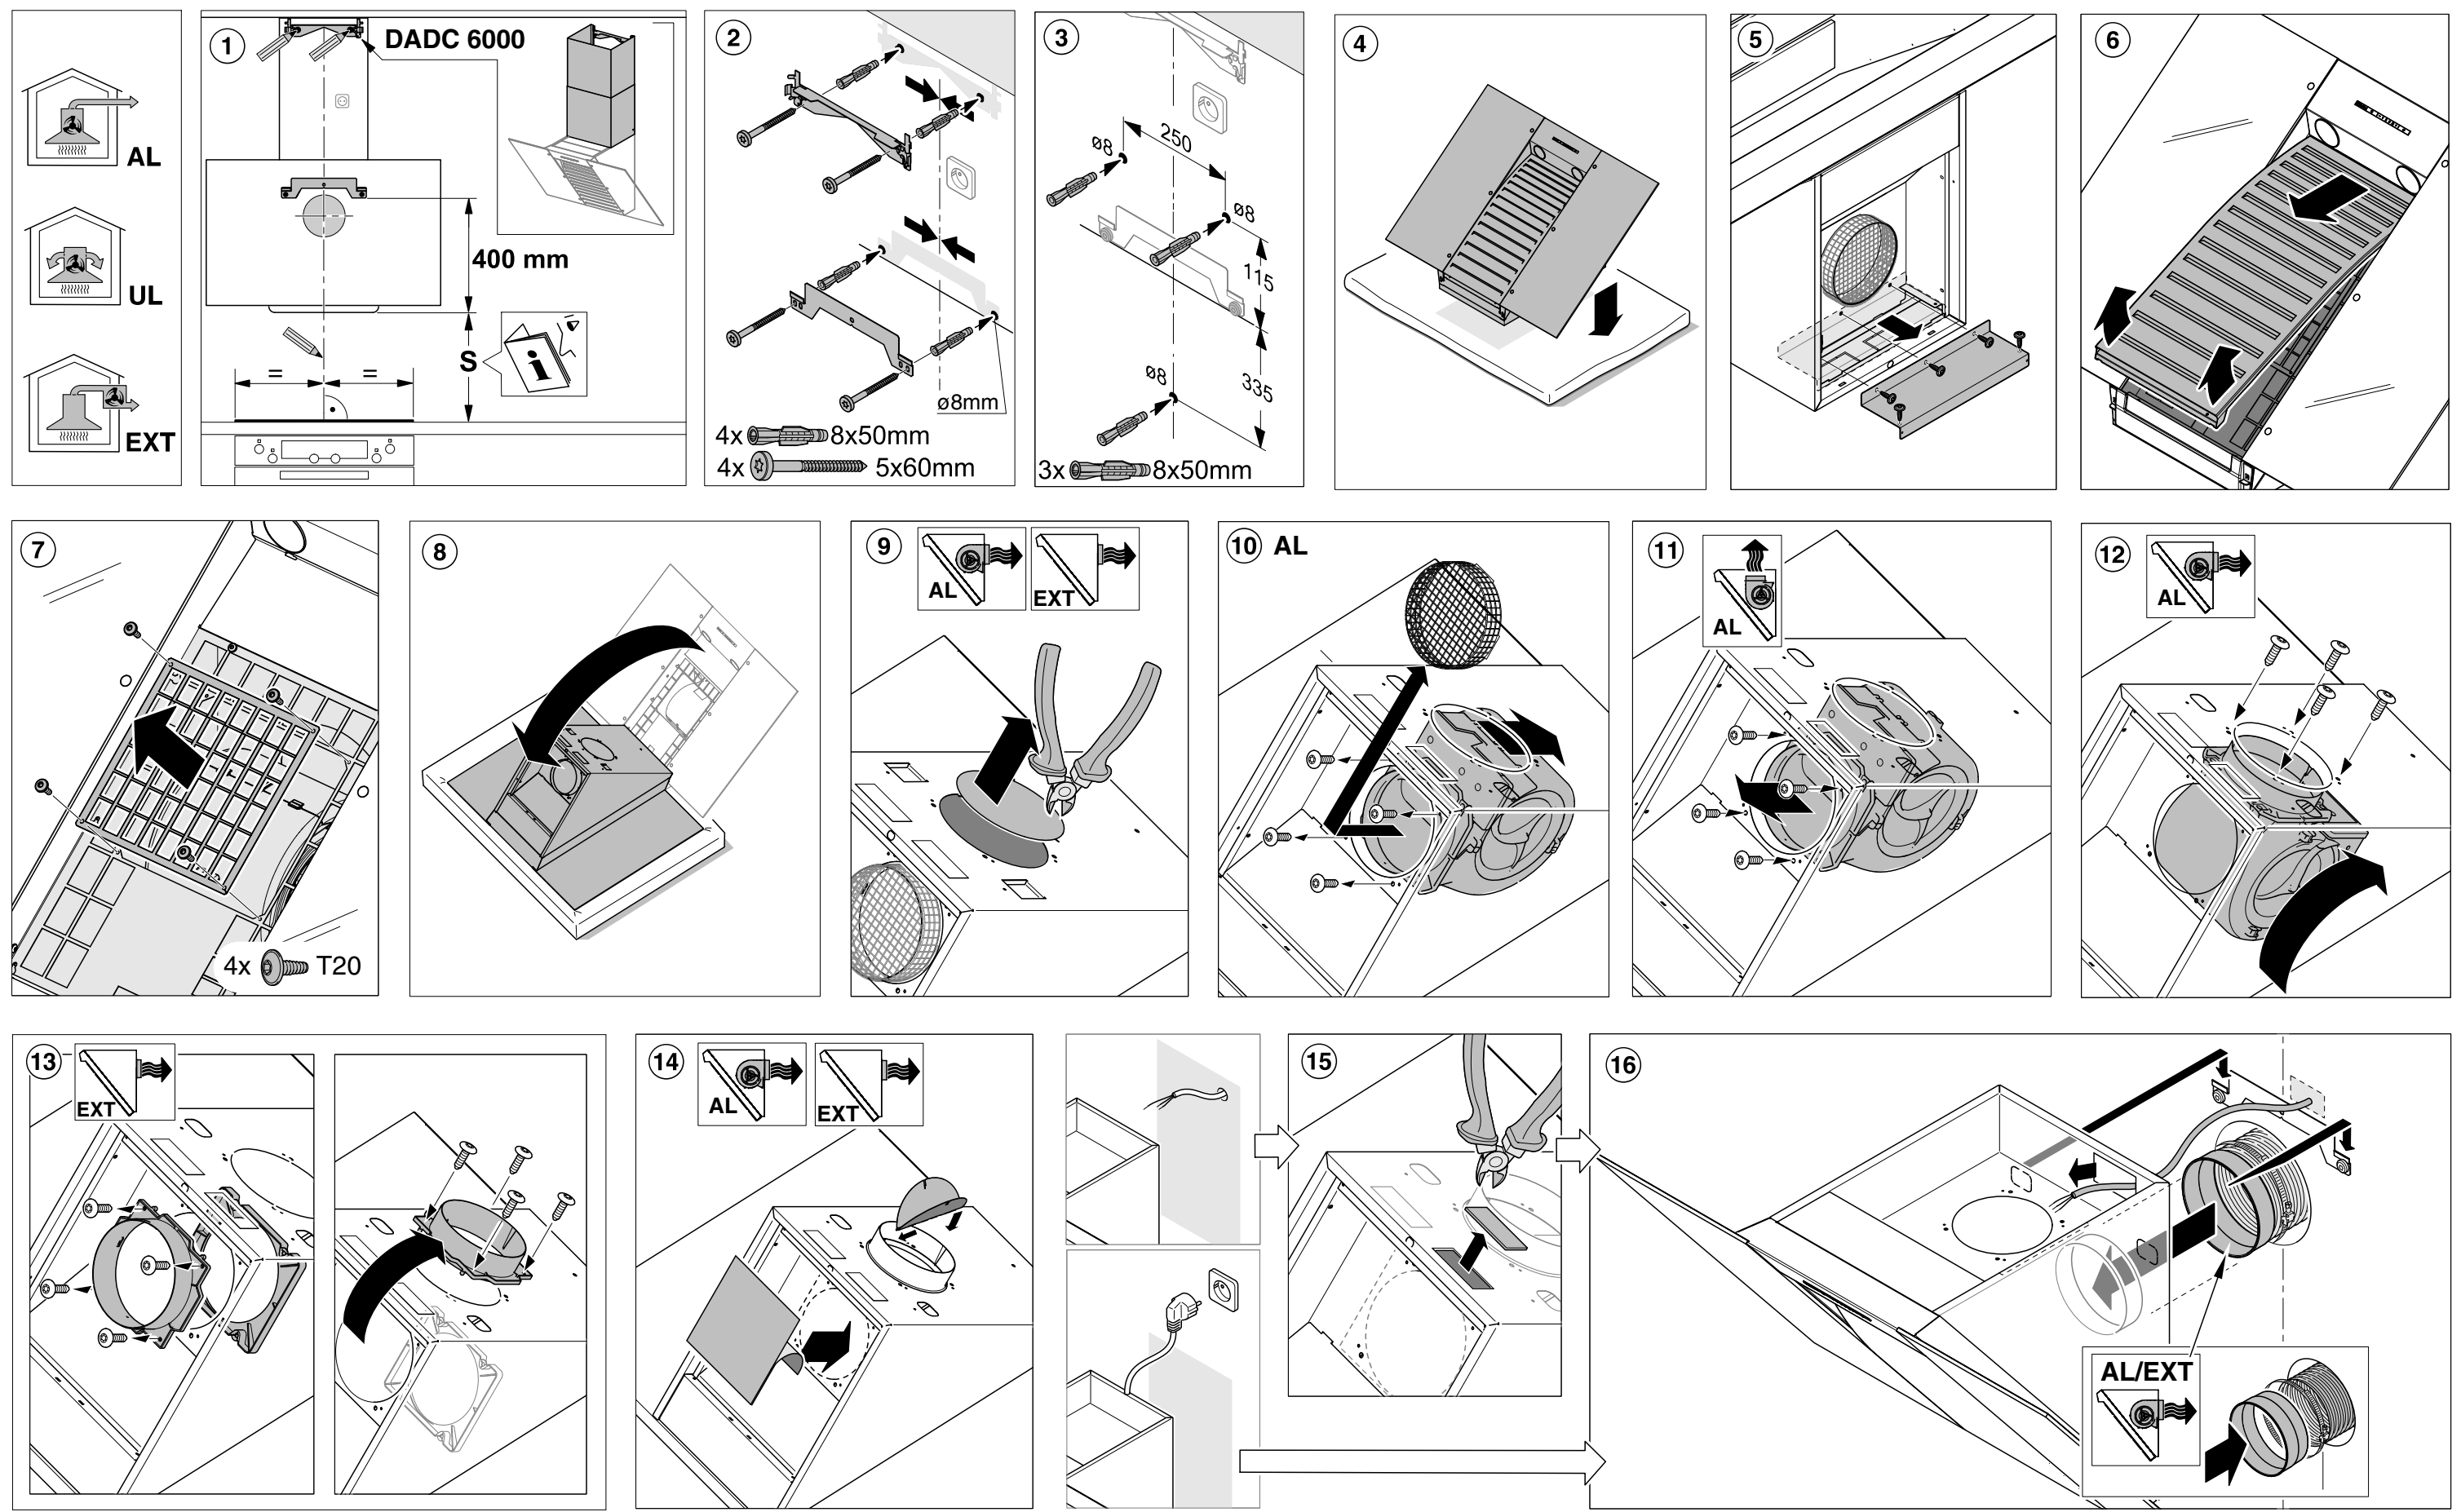 AL
UL
EXT
1
DADC 6000
400 mm
S
i
=
=
2
ø8mm
4x 8x50mm
4x 5x60mm
3
250
ø8
ø8
115
ø8
335
3x 8x50mm
4
5
6
7
4x T20
8
9
AL
EXT
10 AL
11
AL
12
AL
13
EXT
14
AL
EXT
15
16
AL/EXT